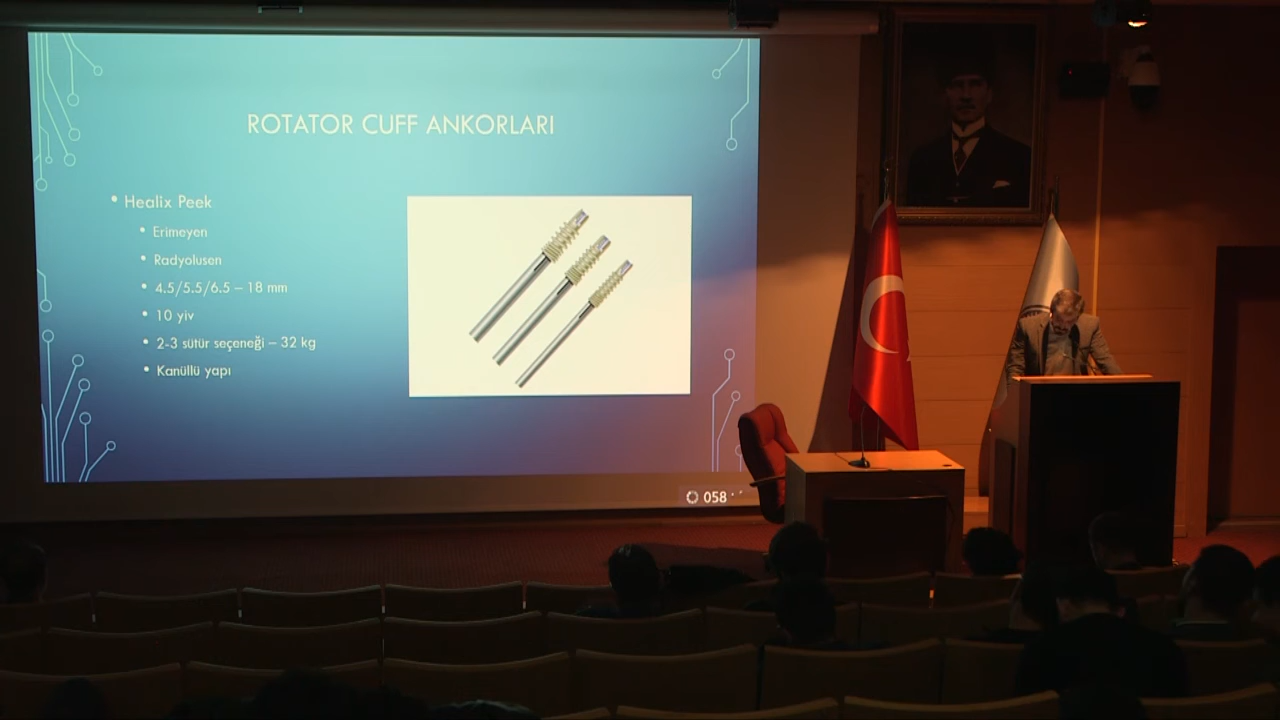 ROTATOR CUFF ANKORLARI
• Healix Peek
• Erimeyen
• Radyolusen
• 4.5/5.5/6.5 – 18 mm
• 10 yiv
• 2-3 sütür seçeneği – 32 kg
• Kanüllü yapı
058